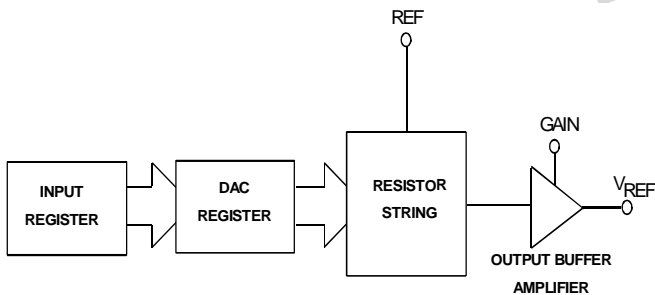 REF
GAIN
INPUT
REGISTER
DAC
REGISTER
RESISTOR
STRING
VREF
OUTPUT BUFFER
AMPLIFIER